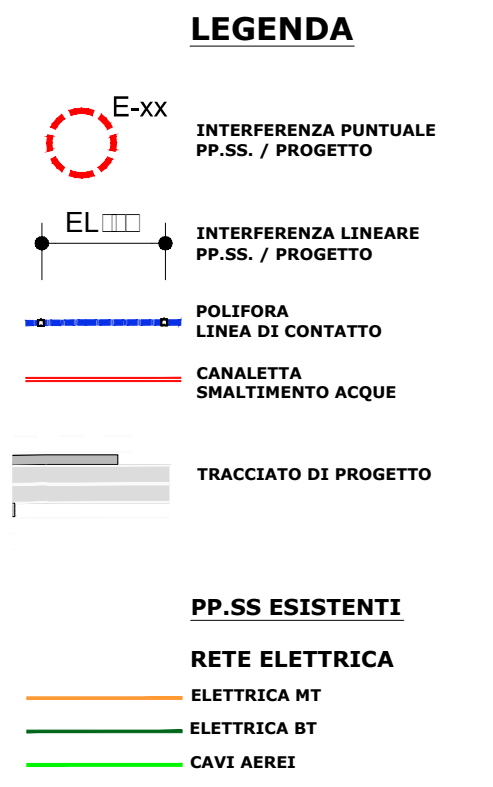 LEGENDA
E-xx
INTERFERENZA PUNTUALE
PP.SS. / PROGETTO
EL□□□
INTERFERENZA LINEARE
PP.SS. / PROGETTO
POLIFORA
LINEA DI CONTATTO
CANALETTA
SMALTIMENTO ACQUE
TRACCIATO DI PROGETTO
PP.SS ESISTENTI
RETE ELETTRICA
ELETTRICA MT
ELETTRICA BT
CAVI AEREI